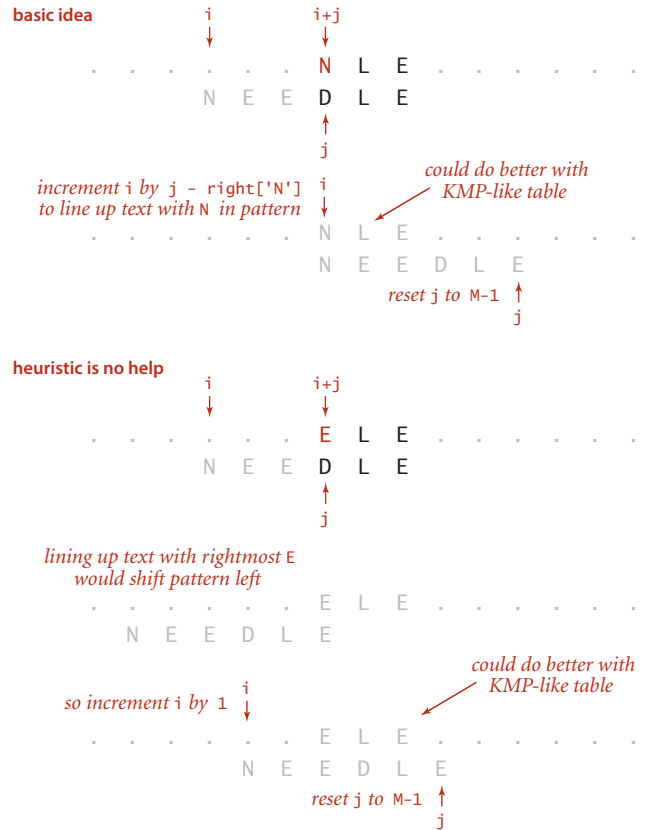 basic idea
i i+j
. . . . . . N L E . . . . . .
N E E D L E
j
increment i by j - right['N'] i
to line up text with N in pattern
could do better with
KMP-like table
. . . . . . N L E . . . . . .
N E E D L E
reset j to M-1
j
heuristic is no help
i i+j
. . . . . . E L E . . . . . .
N E E D L E
j
lining up text with rightmost E
would shift pattern left
. . . . . . E L E . . . . . .
N E E D L E
so increment i by 1 i
could do better with
KMP-like table
. . . . . . E L E . . . . . .
N E E D L E
reset j to M-1
j